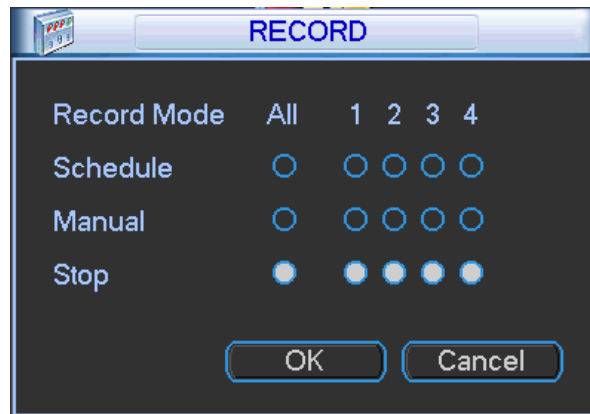 RECORD
Record Mode All 1 2 3 4
Schedule
Manual
Stop
OK Cancel